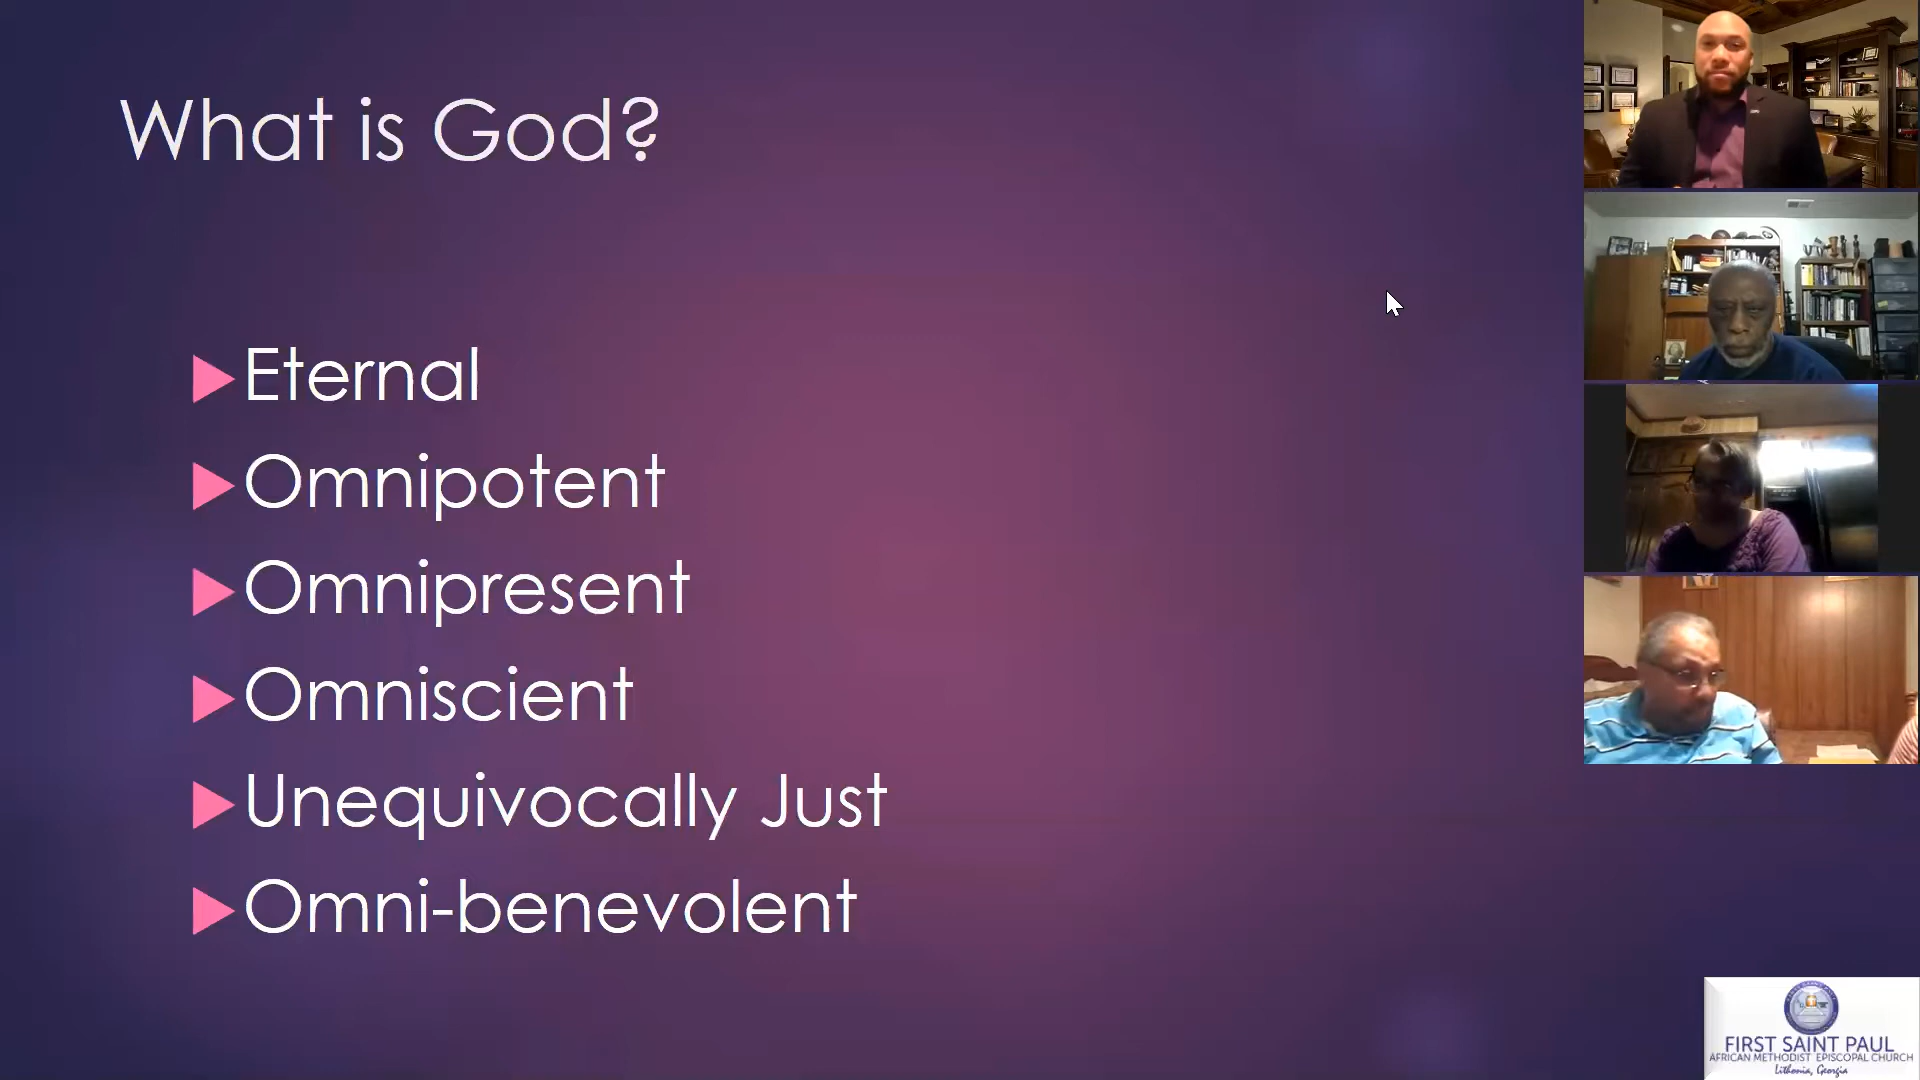 What is God?
Eternal
Omnipotent
Omnipresent
Omniscient
Unequivocally Just
Omni-benevolent
FIRST SAINT PAUL
AFRICAN METHODIST EPISCOPAL CHURCH
Lithonia, Georgia